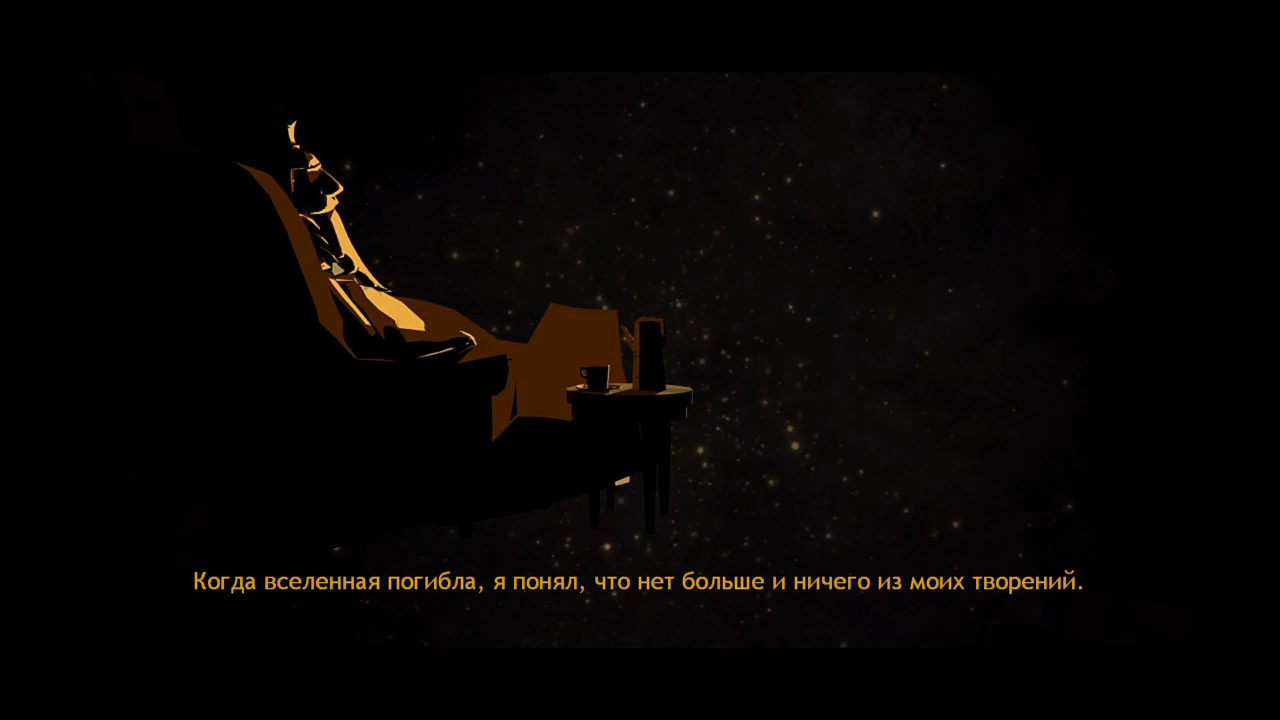 Когда вселенная погибла, я понял, что нет больше и ничего из моих творений.